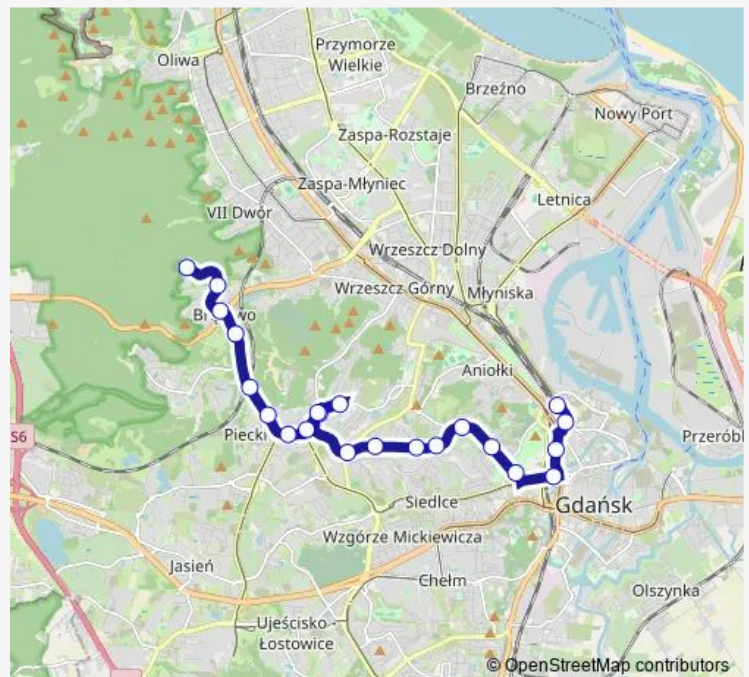 Oliwa
Przymorze
Wielkie
Brzeźno
Nowy Port
Zaspa-Rozstaje
Zaspa-Młyniec
Letnica
VII Dwór
Wrzeszcz Dolny
Wrzeszcz Górny
Młyniska
Aniołki
Piecki
S6
Przerób
Siedlce
Gdańsk
Wzgórze Mickiewicza
Jasień
Chełm
Olszynka
Ujeścisko -
Łostowice
© OpenStreetMap contributors